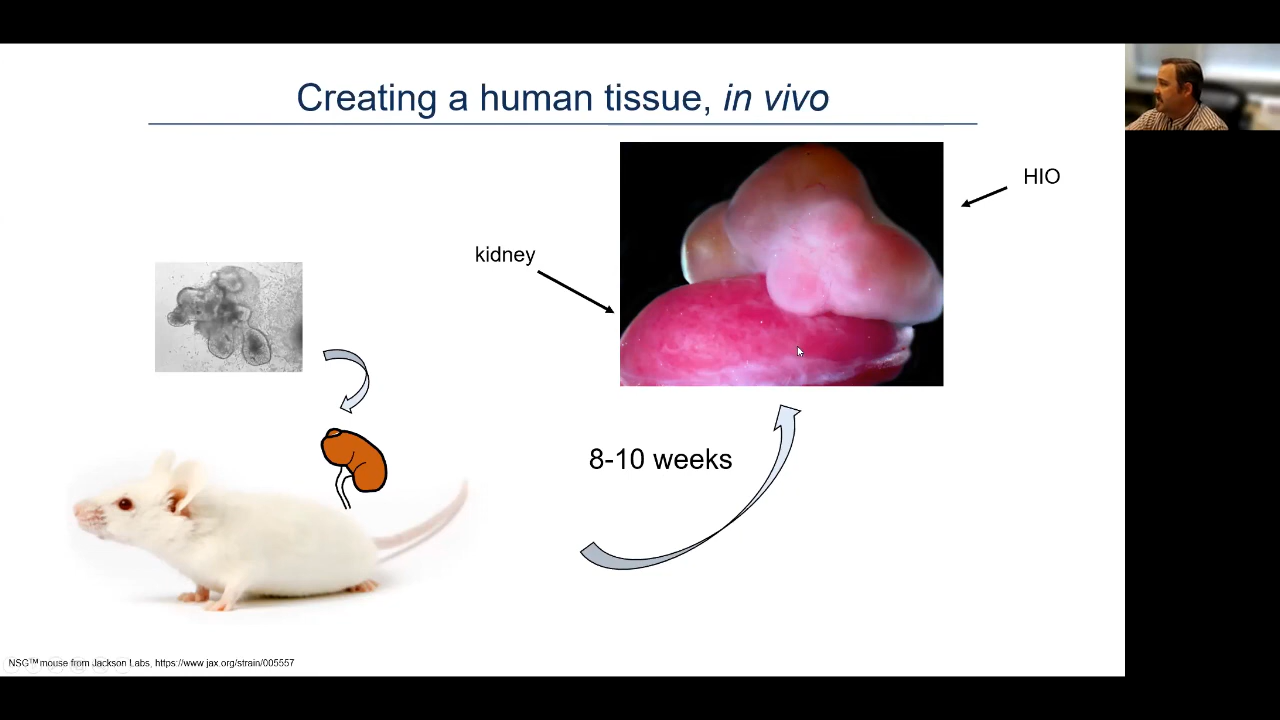 Creating a human tissue, in vivo
HIO
kidney
8-10 weeks
NSG™ mouse from Jackson Labs, https://www.jax.org/strain/005557